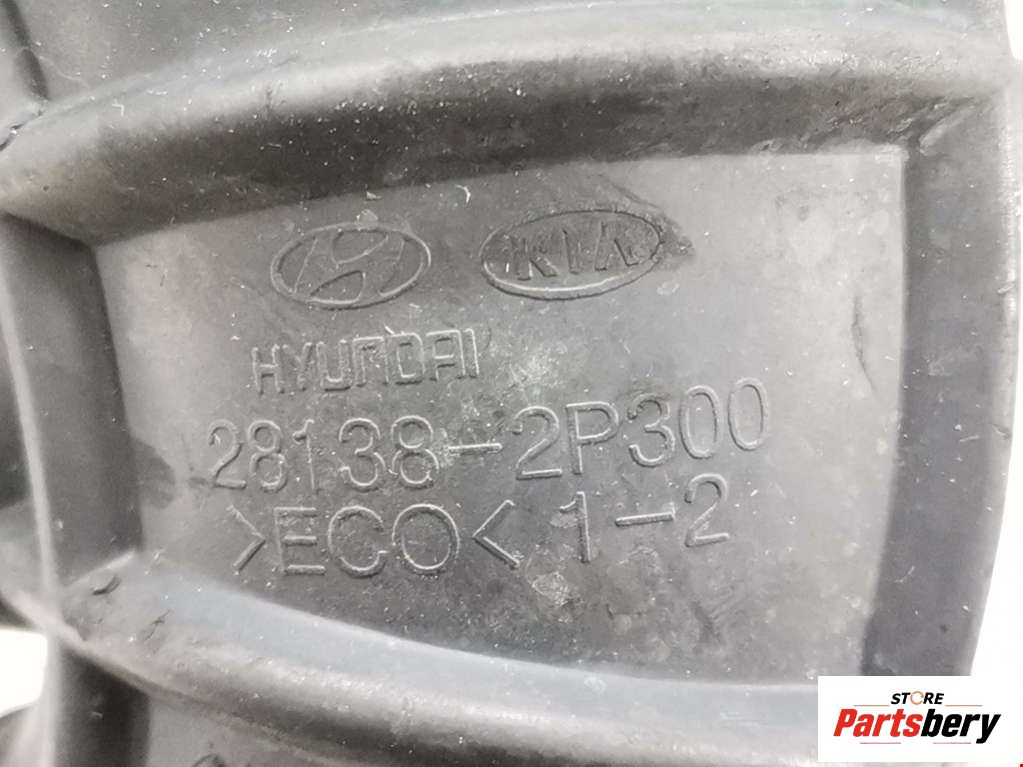 KIA
HYUNDAI
28138-2P300
>ECO< 1-2
STORE
Partsbery